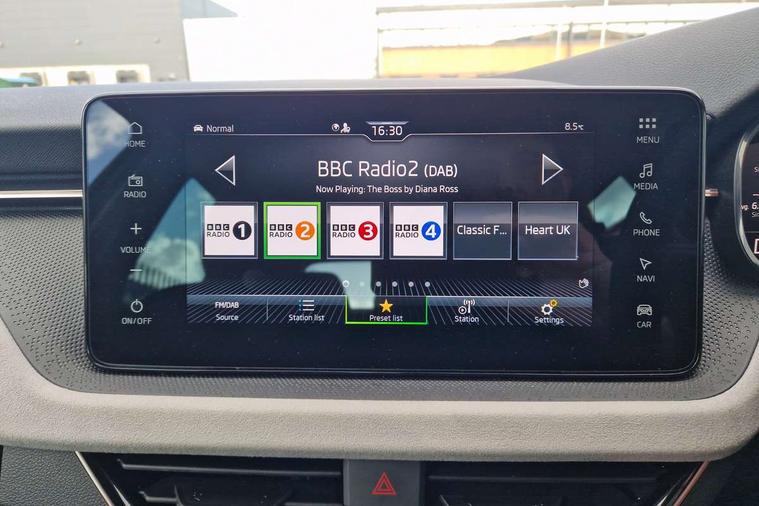 Normal
16:30
8.5°c
HOME
RADIO
VOLUME
ON/OFF
BBC Radio2 (DAB)
Now Playing: The Boss by Diana Ross
BBC RADIO 1
BBC RADIO 2
BBC RADIO 3
BBC RADIO 4
Classic F...
Heart UK
FM/DAB
Source
Station list
Preset list
Station
Settings
MENU
MEDIA
PHONE
NAVI
CAR